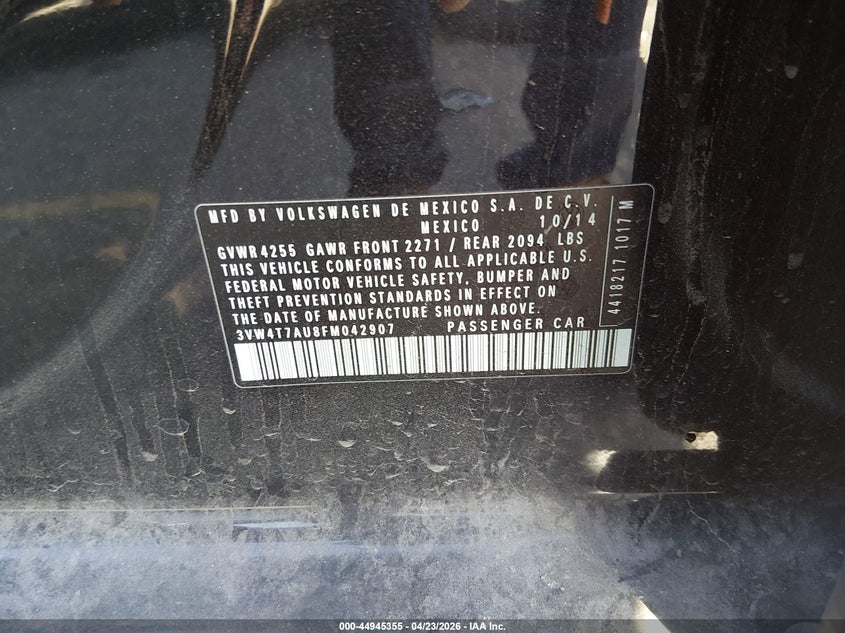 MFD BY VOLKSWAGEN DE MEXICO S.A. DE C.V.
MEXICO 10/14
GVWR 4255 GAWR FRONT 2271 / REAR 2094 LBS
THIS VEHICLE CONFORMS TO ALL APPLICABLE U.S.
FEDERAL MOTOR VEHICLE SAFETY, BUMPER AND
THEFT PREVENTION STANDARDS IN EFFECT ON
THE DATE OF MANUFACTURE SHOWN ABOVE.
3VW4T7AU8FM042907 PASSENGER CAR
4418217 1017 M
000-44945355 - 04/23/2026 - IAA Inc.